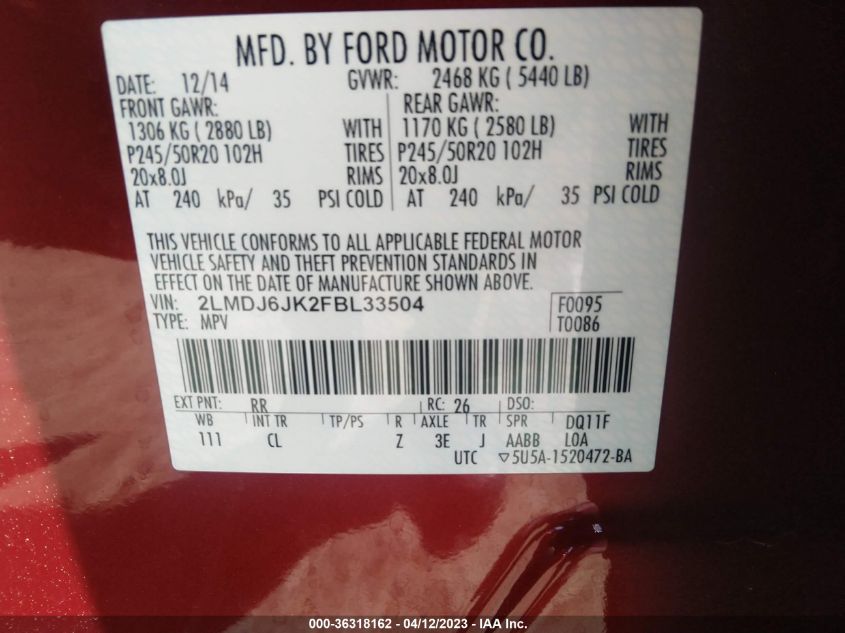 MFD. BY FORD MOTOR CO.
DATE: 12/14 GVWR: 2468 KG ( 5440 LB)
FRONT GAWR: REAR GAWR:
1306 KG ( 2880 LB) WITH 1170 KG ( 2580 LB) WITH
P245/50R20 102H TIRES P245/50R20 102H TIRES
20x8.0J RIMS 20x8.0J RIMS
AT 240 kPa/ 35 PSI COLD AT 240 kPa/ 35 PSI COLD
THIS VEHICLE CONFORMS TO ALL APPLICABLE FEDERAL MOTOR
VEHICLE SAFETY AND THEFT PREVENTION STANDARDS IN
EFFECT ON THE DATE OF MANUFACTURE SHOWN ABOVE.
VIN: 2LMDJ6JK2FBL33504 F0095
TYPE: MPV T0086
EXT PNT: RR RC: 26 DSO:
WB INT TR TP/PS R AXLE TR SPR DQ11F
111 CL Z 3E J AABB LOA
UTC ▽5U5A-1520472-BA
000-36318162 - 04/12/2023 - IAA Inc.